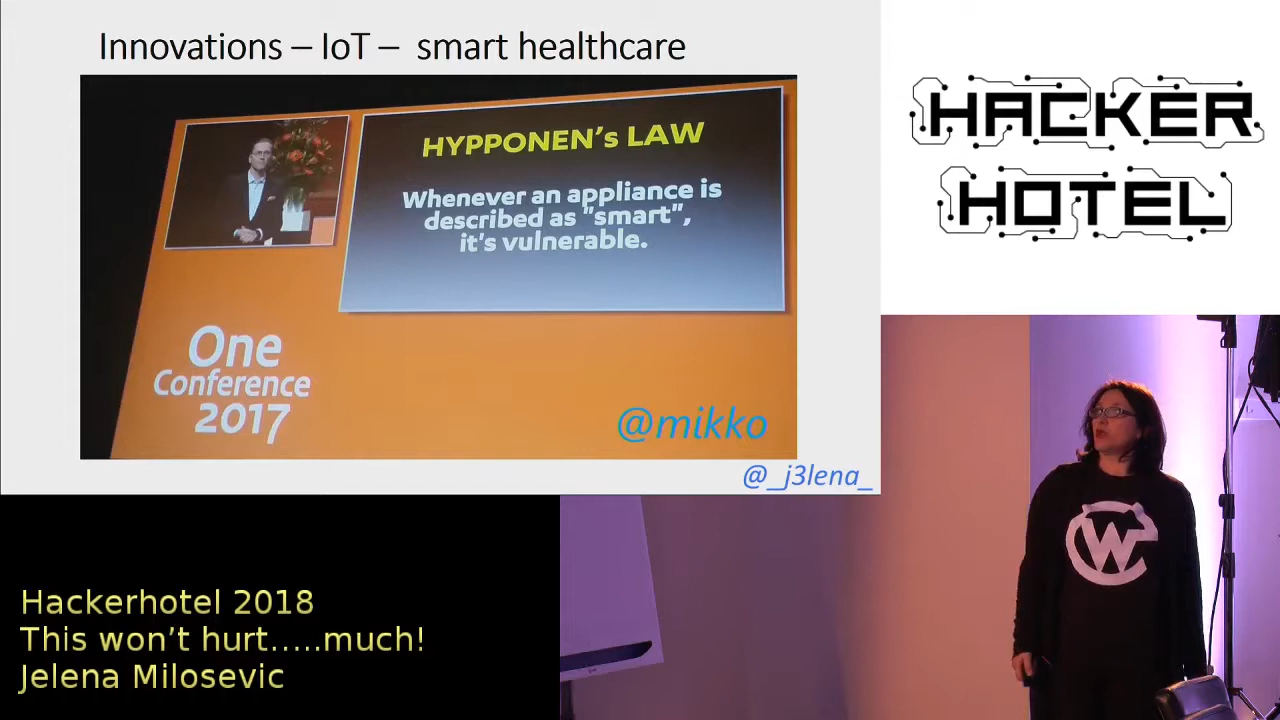 Innovations – IoT – smart healthcare
HYPPONEN's LAW
Whenever an appliance is
described as "smart",
it's vulnerable.
One
Conference
2017
@mikko
@_j3lena_
HACKER
HOTEL
W
Hackerhotel 2018
This won't hurt.....much!
Jelena Milosevic